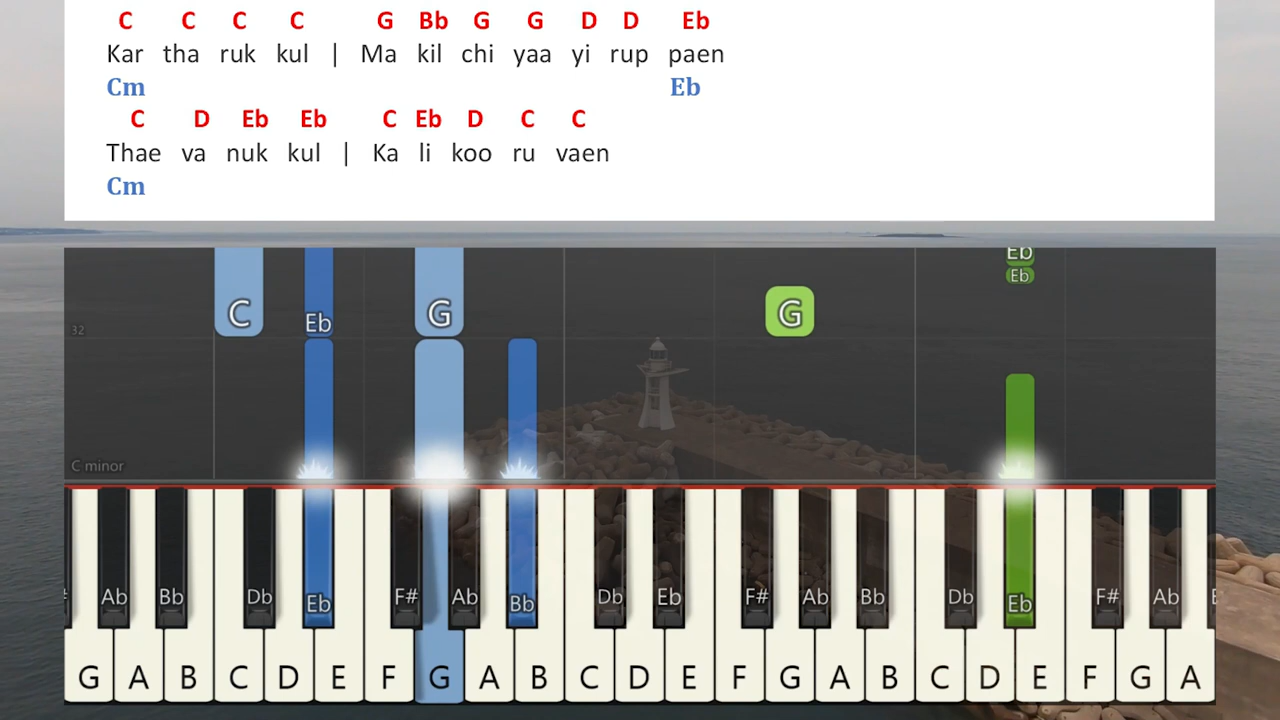 C C C C G Bb G G D D Eb
Kar tha ruk kul | Ma kil chi yaa yi rup paen
Cm Eb
C D Eb Eb C Eb D C C
Thae va nuk kul | Ka li koo ru vaen
Cm
Eb
Eb
C Eb G G
32
C minor
Ab Bb Db Eb F# Ab Bb Db Eb F# Ab Bb Db Eb F# Ab
G A B C D E F G A B C D E F G A B C D E F G A